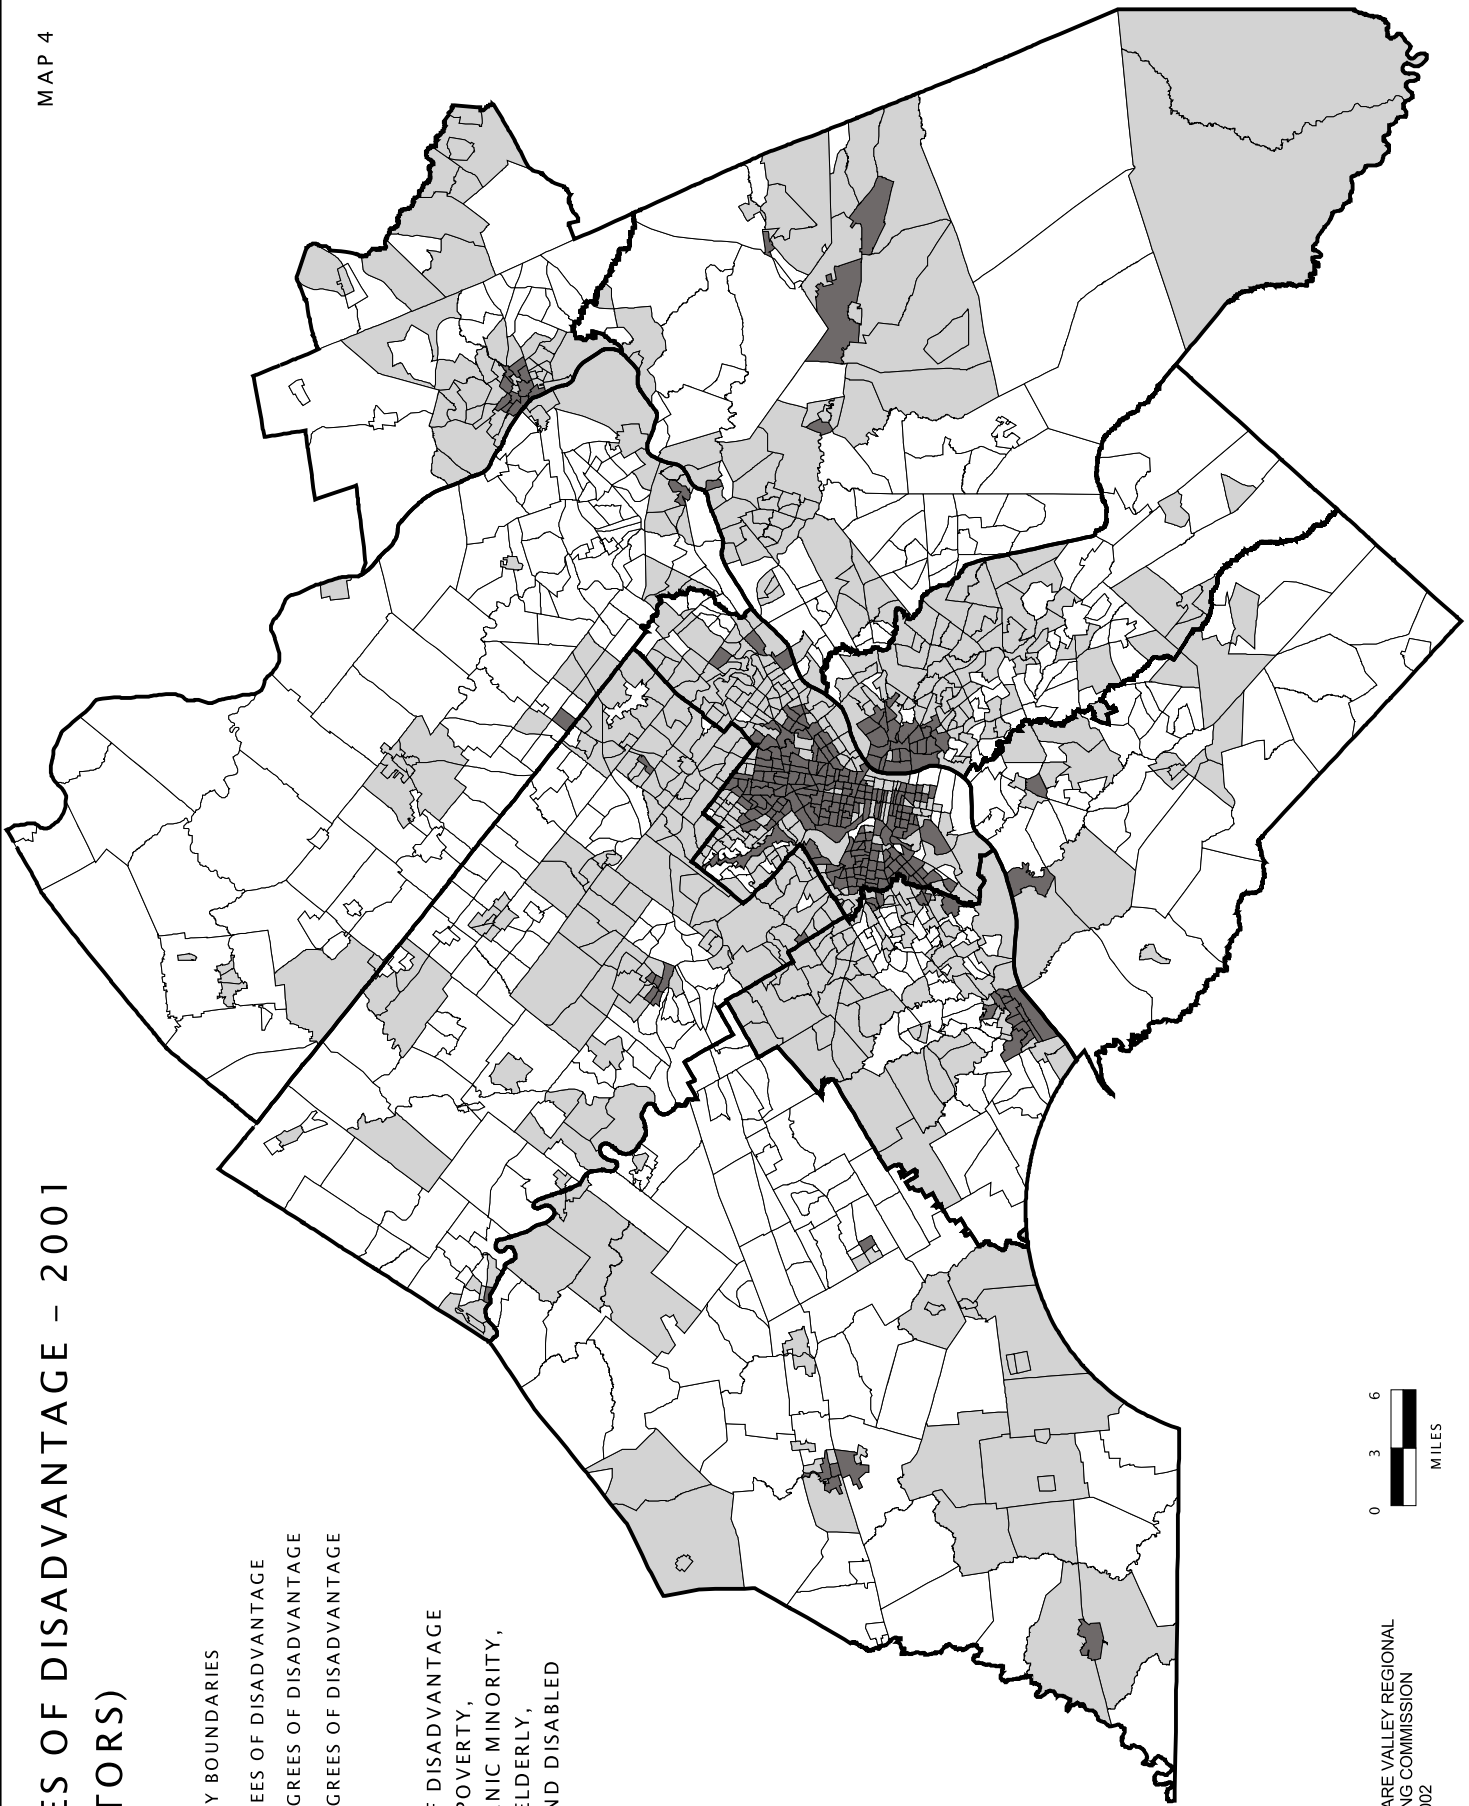 MAP 4
ES OF DISADVANTAGE – 2001
TORS)
Y BOUNDARIES
EES OF DISADVANTAGE
GREES OF DISADVANTAGE
GREES OF DISADVANTAGE
F DISADVANTAGE
POVERTY,
NIC MINORITY,
ELDERLY,
ND DISABLED
0 3 6
MILES
ARE VALLEY REGIONAL
NG COMMISSION
002